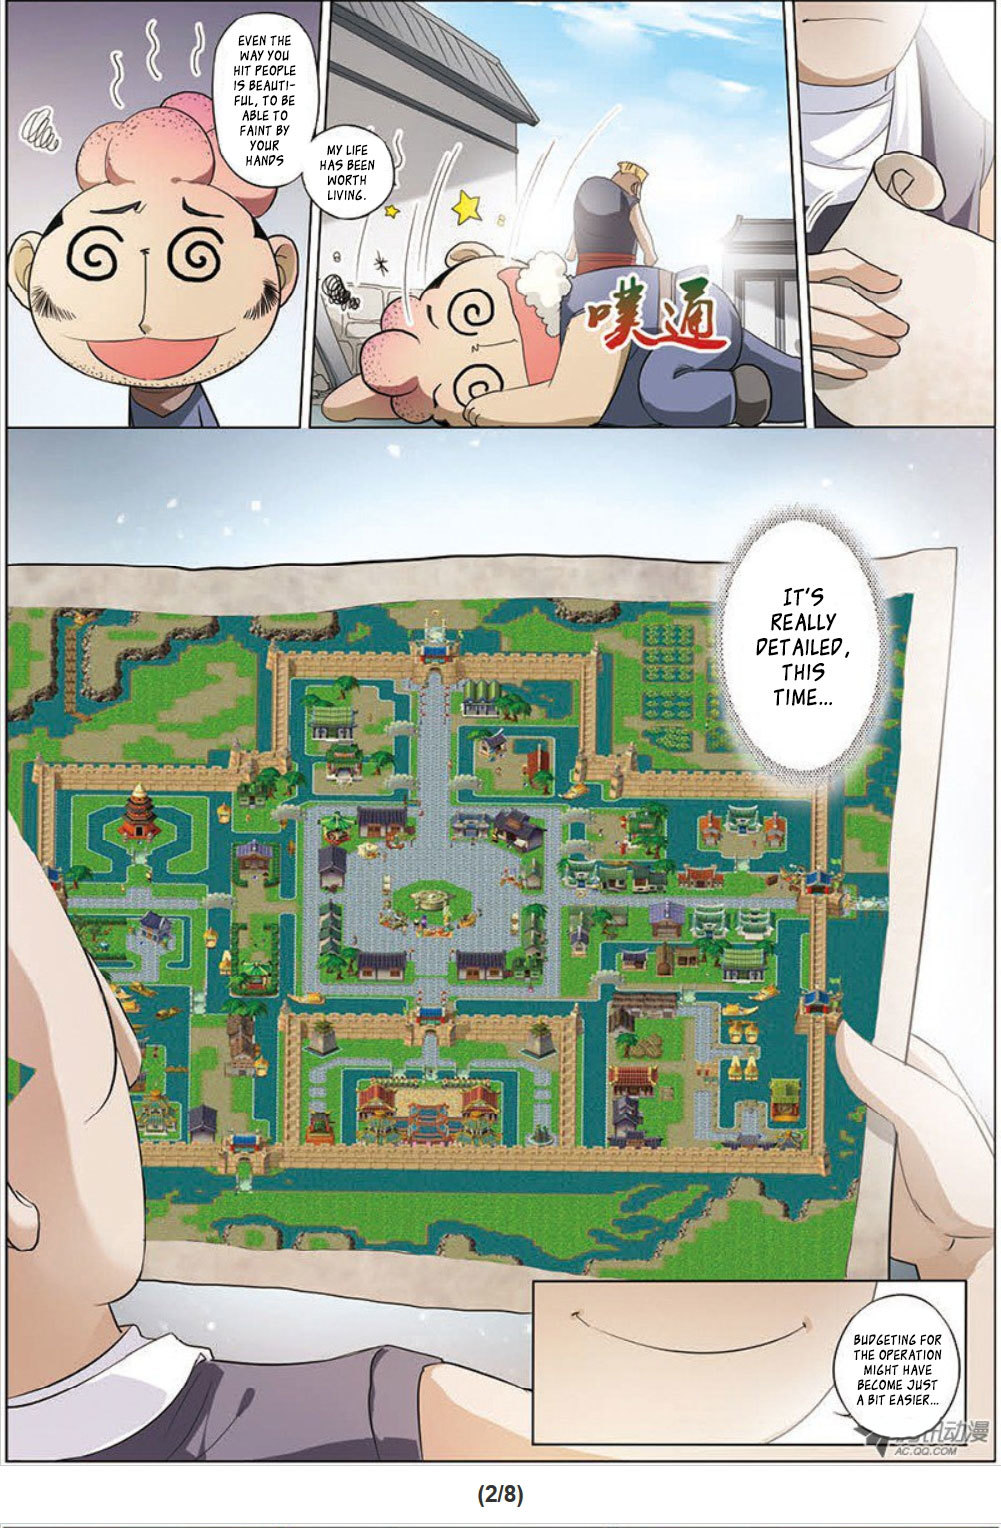 EVEN THE
WAY YOU
HIT PEOPLE
IS BEAUTI-
FUL, TO BE
ABLE TO
FAINT BY
YOUR
HANDS
MY LIFE
HAS BEEN
WORTH
LIVING.
噗通
IT'S
REALLY
DETAILED,
THIS
TIME...
BUDGETING FOR
THE OPERATION
MIGHT HAVE
BECOME JUST
A BIT EASIER...
动漫
AC.QQ.COM
(2/8)